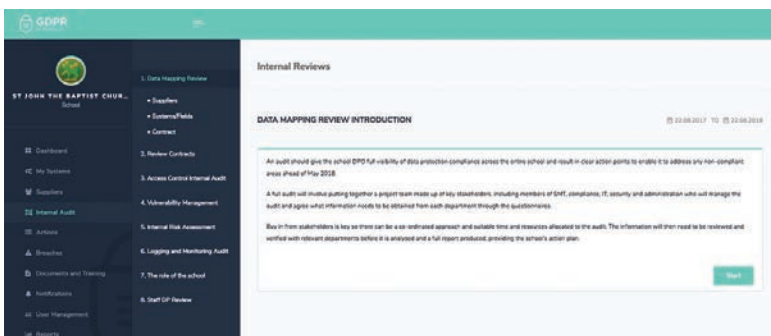 GDPR
ST JOHN THE BAPTIST CHUR...
School
Dashboard
My Systems
Suppliers
Internal Audit
Actions
Breaches
Documents and Training
Notifications
User Management
Reports
1. Data Mapping Review
• Suppliers
• Systems/Fields
• Contract
2. Review Contracts
3. Access Control Internal Audit
4. Vulnerability Management
5. Internal Risk Assessment
6. Logging and Monitoring Audit
7. The role of the school
8. Staff DP Review
Internal Reviews
DATA MAPPING REVIEW INTRODUCTION
22.08.2017 TO 22.08.2018
An audit should give the school DPO full visibility of data protection compliance across the entire school and result in clear action points to enable it to address any non-compliant
areas ahead of May 2018.
A full audit will involve putting together a project team made up of key stakeholders, including members of SMT, compliance, IT, security and administration who will manage the
audit and agree what information needs to be obtained from each department through the questionnaires.
Buy in from stakeholders is key so there can be a co-ordinated approach and suitable time and resources allocated to the audit. The information will then need to be reviewed and
verified with relevant departments before it is analysed and a full report produced, providing the school's action plan.
Start